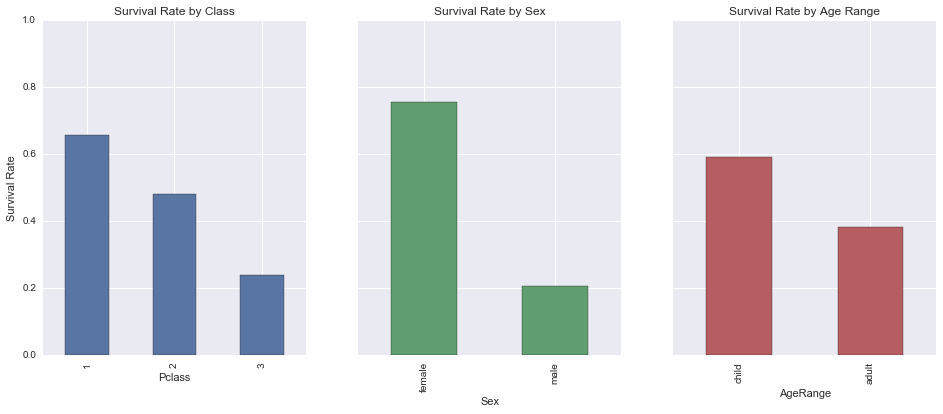 Survival Rate by Class
Survival Rate by Sex
Survival Rate by Age Range
Survival Rate
1.0
0.8
0.6
0.4
0.2
0.0
1
2
3
Pclass
female
male
Sex
child
adult
AgeRange